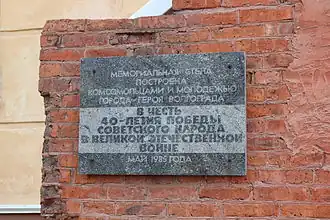 МЕМОРИАЛЬНАЯ СТЕЛА
ПОСТРОЕНА
КОМСОМОЛЬЦАМИ И МОЛОДЕЖЬЮ
ГОРОДА-ГЕРОЯ ВОЛГОГРАДА
В ЧЕСТЬ
40-ЛЕТИЯ ПОБЕДЫ
СОВЕТСКОГО НАРОДА
В ВЕЛИКОЙ ОТЕЧЕСТВЕННОЙ
ВОЙНЕ
МАЙ 1985 ГОДА